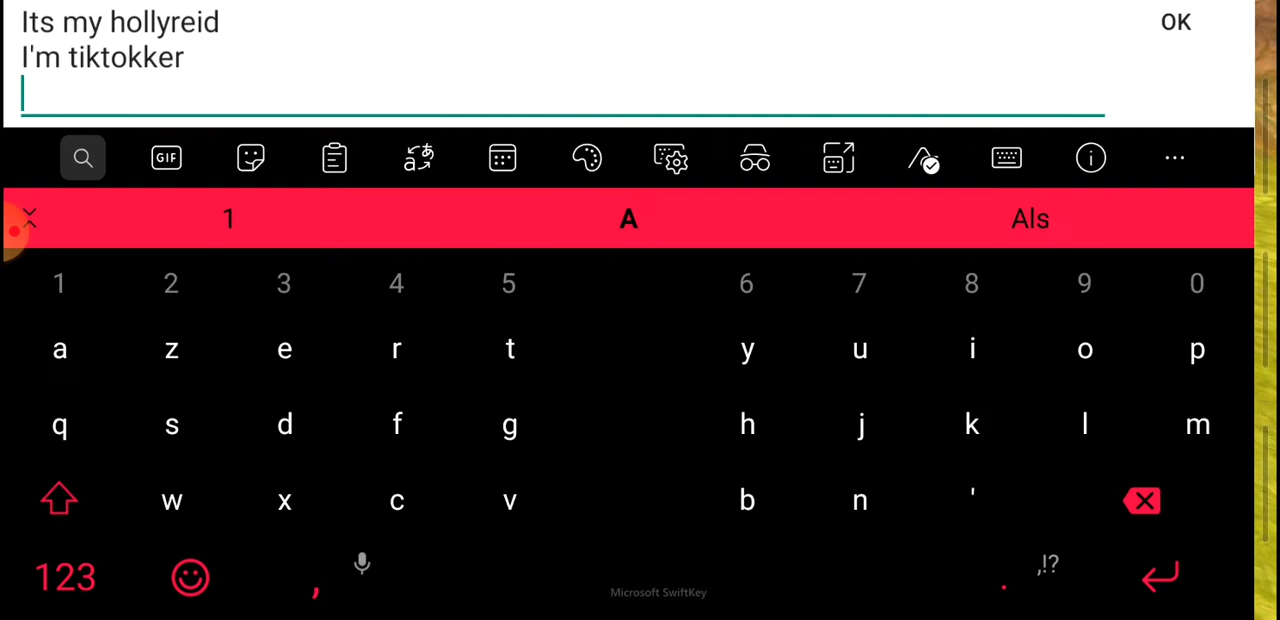 Its my hollyreid
OK
I'm tiktokker
GIF
a あ
1 A Als
1 2 3 4 5 6 7 8 9 0
a z e r t y u i o p
q s d f g h j k l m
w x c v b n '
123 , Microsoft SwiftKey . ,!?